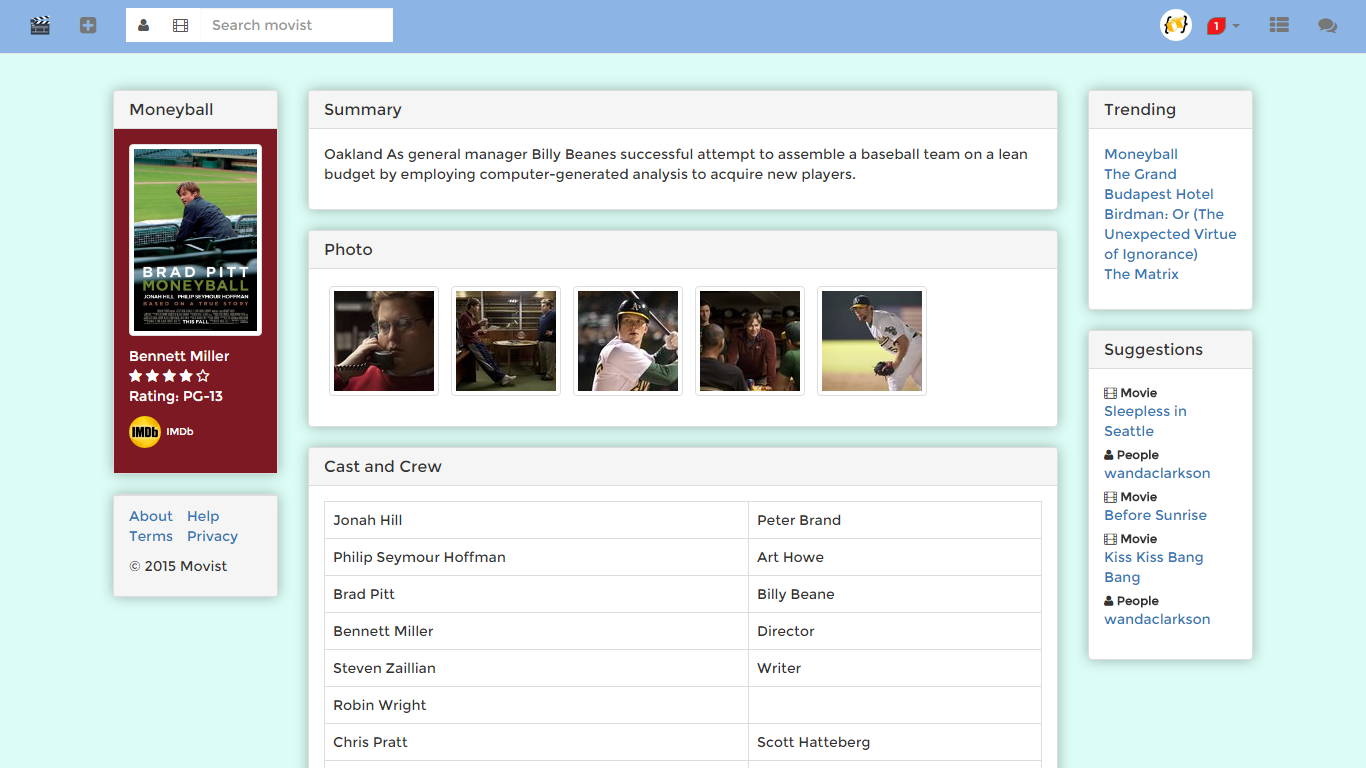 Search movist
1
Moneyball
BRAD PITT
MONEYBALL
JONAH HILL PHILIP SEYMOUR HOFFMAN
BASED ON A TRUE STORY
THIS FALL
Bennett Miller
Rating: PG-13
IMDb IMDb
About Help
Terms Privacy
© 2015 Movist
Summary
Oakland As general manager Billy Beanes successful attempt to assemble a baseball team on a lean
budget by employing computer-generated analysis to acquire new players.
Photo
Cast and Crew
Jonah Hill Peter Brand
Philip Seymour Hoffman Art Howe
Brad Pitt Billy Beane
Bennett Miller Director
Steven Zaillian Writer
Robin Wright
Chris Pratt Scott Hatteberg
Trending
Moneyball
The Grand
Budapest Hotel
Birdman: Or (The
Unexpected Virtue
of Ignorance)
The Matrix
Suggestions
Movie
Sleepless in
Seattle
People
wandaclarkson
Movie
Before Sunrise
Movie
Kiss Kiss Bang
Bang
People
wandaclarkson